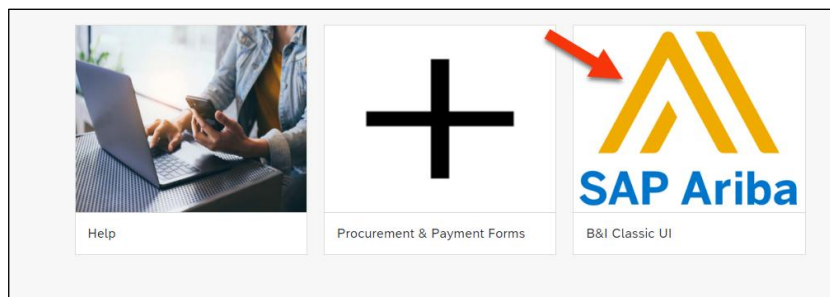 SAP Ariba
Help
Procurement & Payment Forms
B&I Classic UI